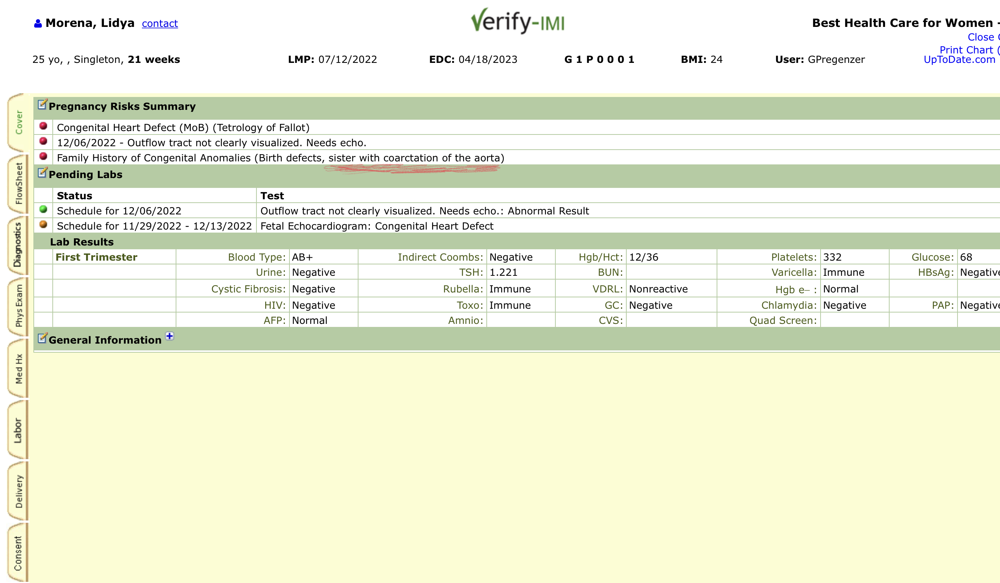 Morena, Lidya contact
Verify-IMI
Best Health Care for Women -
Close
Print Chart (
25 yo, , Singleton, 21 weeks LMP: 07/12/2022 EDC: 04/18/2023 G 1 P 0 0 0 1 BMI: 24 User: GPregenzer UpToDate.com
Cover
Pregnancy Risks Summary
Congenital Heart Defect (MoB) (Tetrology of Fallot)
12/06/2022 - Outflow tract not clearly visualized. Needs echo.
Family History of Congenital Anomalies (Birth defects, sister with coarctation of the aorta)
FlowSheet
Pending Labs
Status Test
Schedule for 12/06/2022 Outflow tract not clearly visualized. Needs echo.: Abnormal Result
Schedule for 11/29/2022 - 12/13/2022 Fetal Echocardiogram: Congenital Heart Defect
Diagnostics
Lab Results
First Trimester Blood Type: AB+ Indirect Coombs: Negative Hgb/Hct: 12/36 Platelets: 332 Glucose: 68
Urine: Negative TSH: 1.221 BUN: Varicella: Immune HBsAg: Negative
Cystic Fibrosis: Negative Rubella: Immune VDRL: Nonreactive Hgb e– : Normal
HIV: Negative Toxo: Immune GC: Negative Chlamydia: Negative PAP: Negative
AFP: Normal Amnio: CVS: Quad Screen:
Phys Exam
General Information
Med Hx
Labor
Delivery
Consent